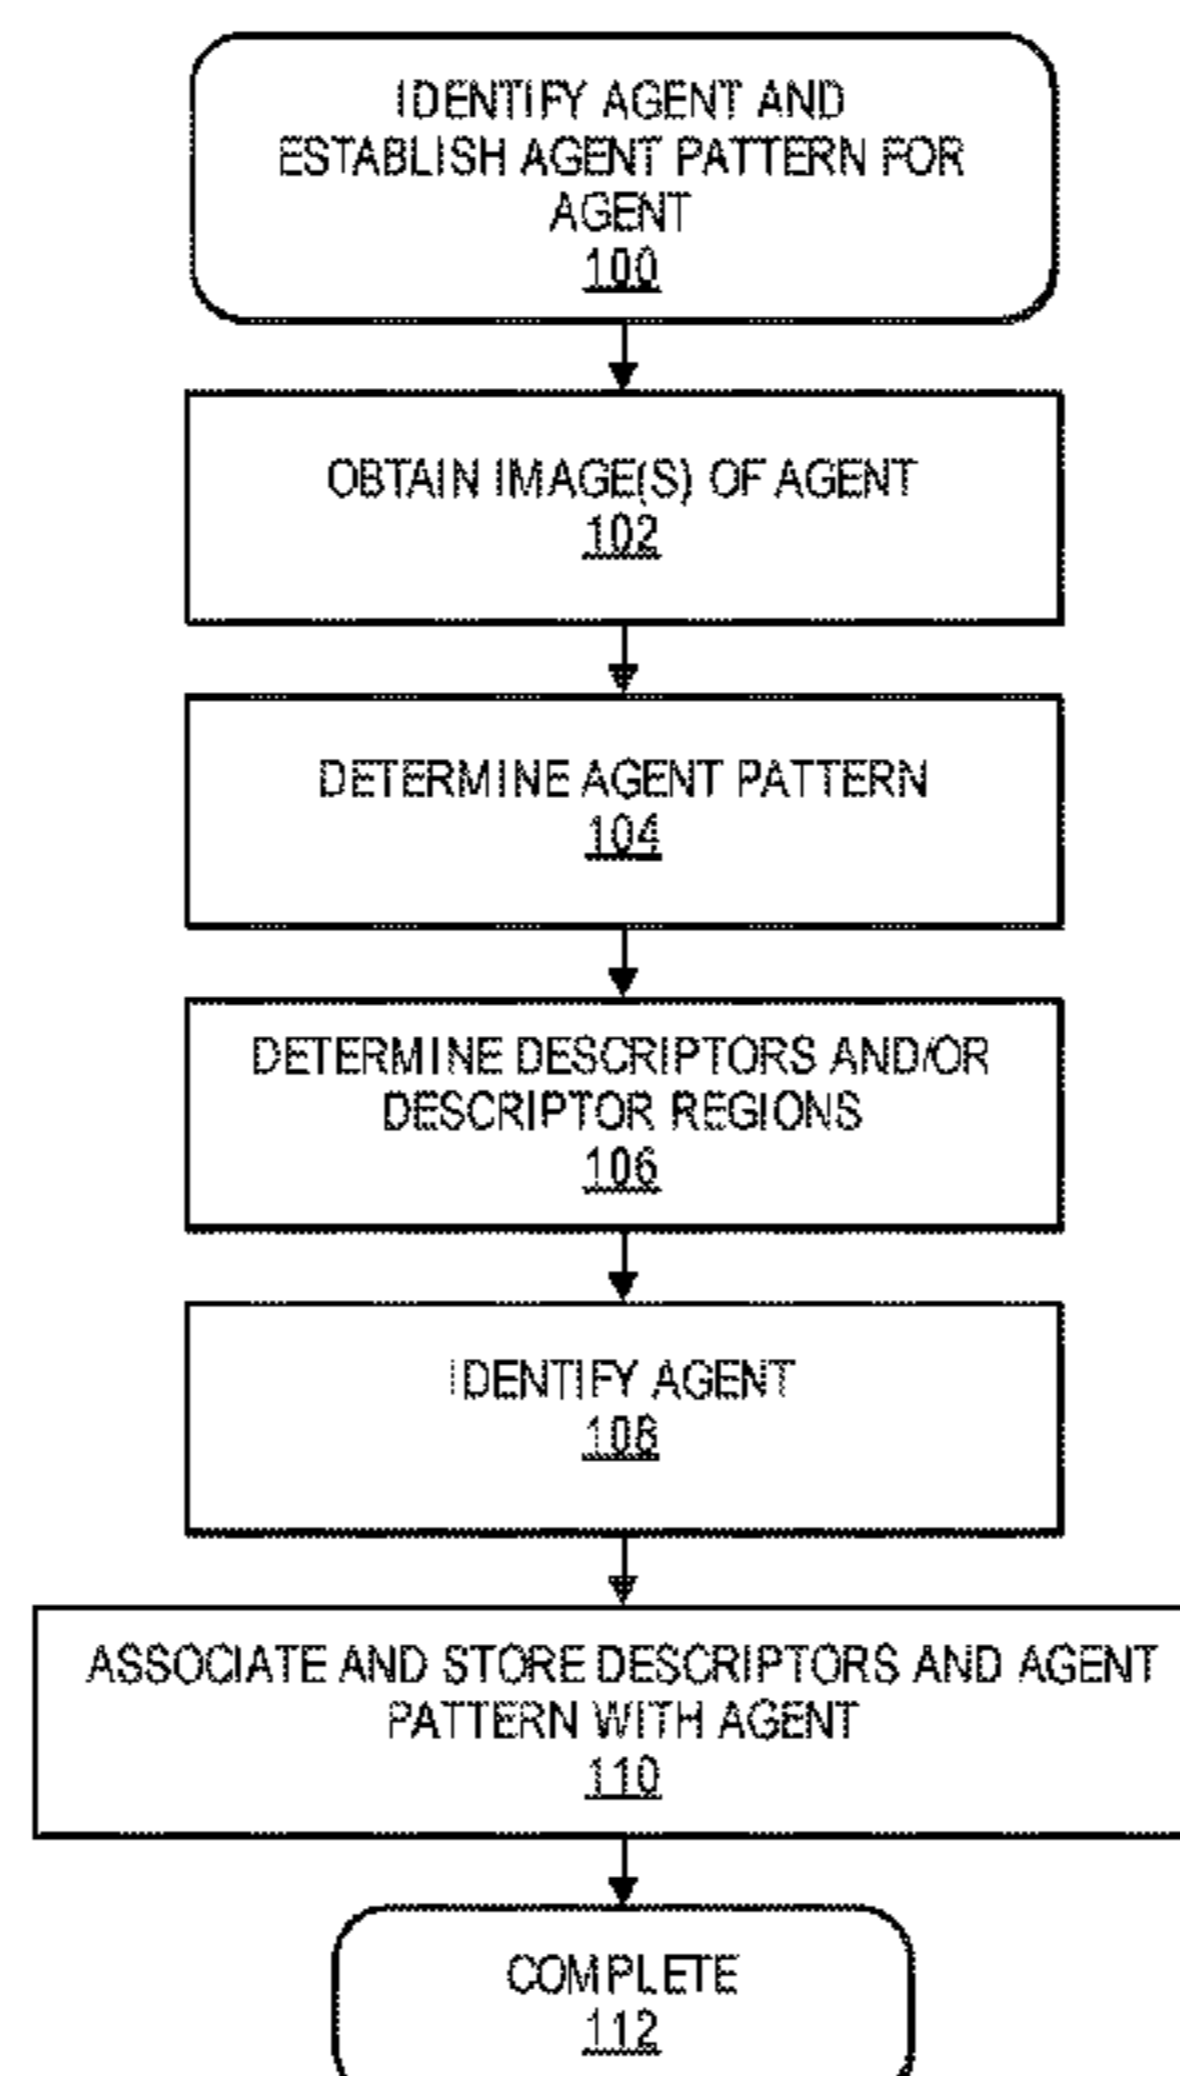 IDENTIFY AGENT AND
ESTABLISH AGENT PATTERN FOR
AGENT
100
OBTAIN IMAGE(S) OF AGENT
102
DETERMINE AGENT PATTERN
104
DETERMINE DESCRIPTORS AND/OR
DESCRIPTOR REGIONS
106
IDENTIFY AGENT
108
ASSOCIATE AND STORE DESCRIPTORS AND AGENT
PATTERN WITH AGENT
110
COMPLETE
112